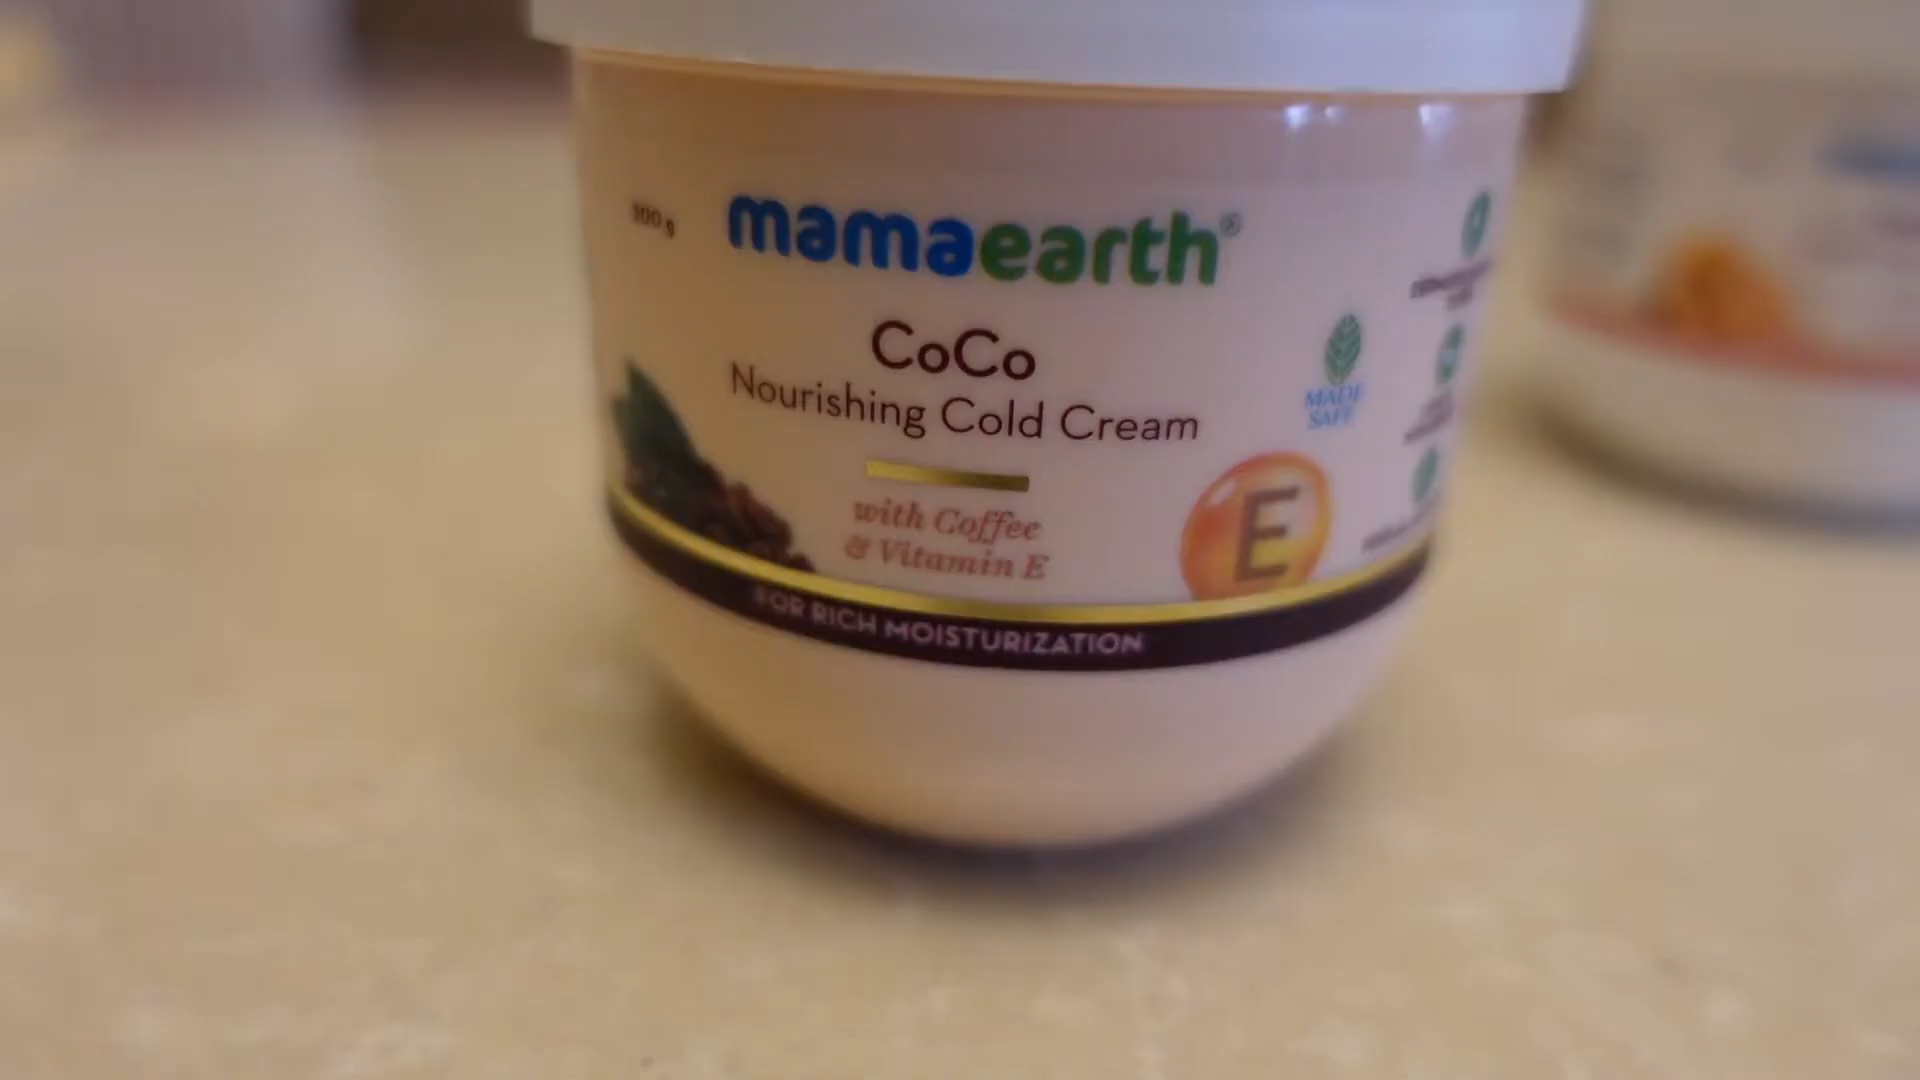 mamaearth®
CoCo
Nourishing Cold Cream
with Coffee
& Vitamin E
MADE
SAFE
E
FOR RICH MOISTURIZATION